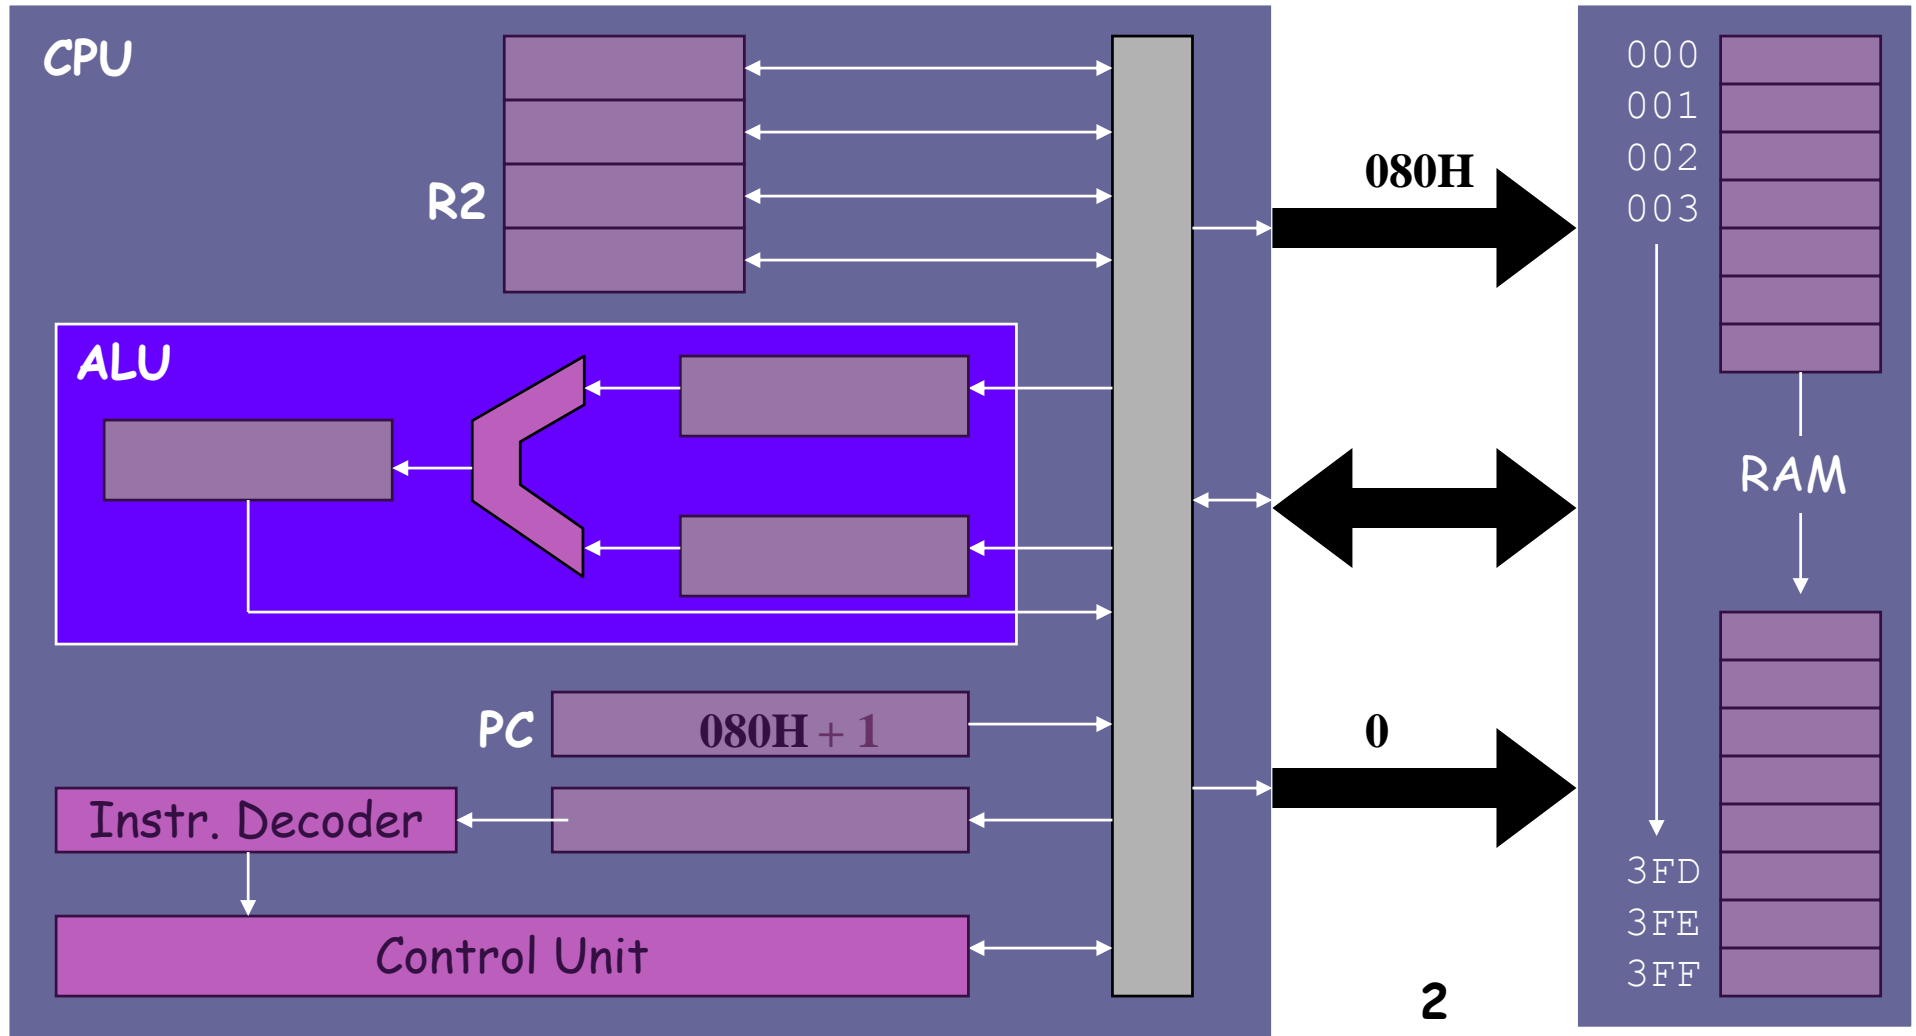 CPU
R2
ALU
PC
080H + 1
Instr. Decoder
Control Unit
080H
0
2
000
001
002
003
RAM
3FD
3FE
3FF